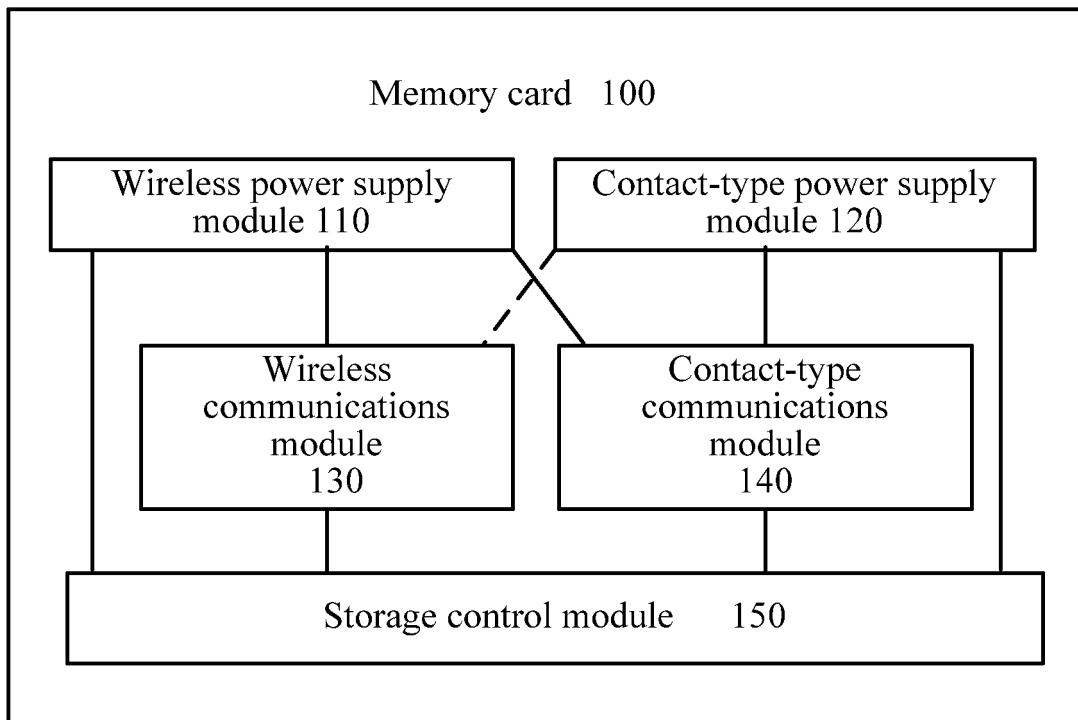 Memory card 100
Wireless power supply
module 110
Contact-type power supply
module 120
Wireless
communications
module
130
Contact-type
communications
module
140
Storage control module 150